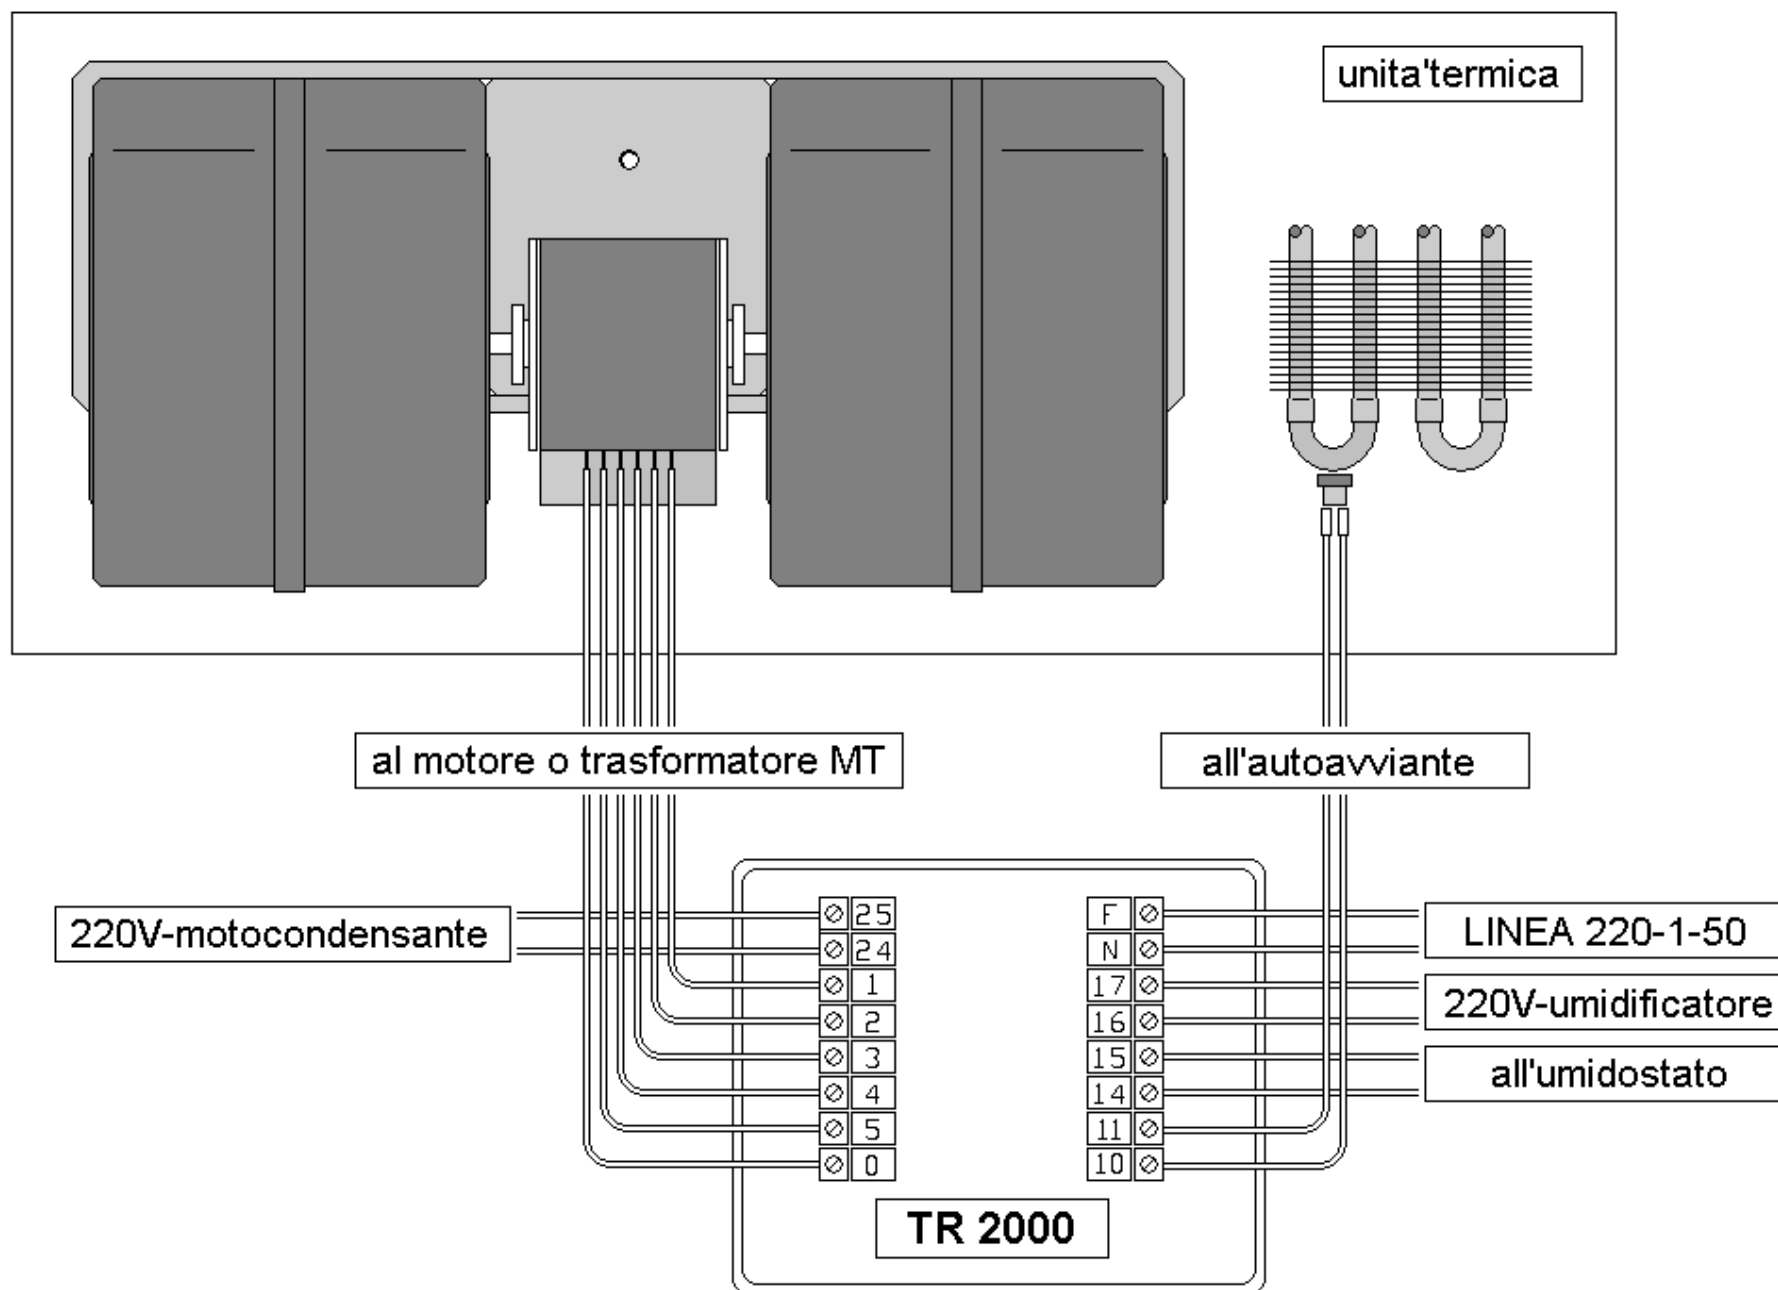 unita'termica
al motore o trasformatore MT
all'autoavviante
220V-motocondensante
25
24
1
2
3
4
5
0
F
N
17
16
15
14
11
10
LINEA 220-1-50
220V-umidificatore
all'umidostato
TR 2000